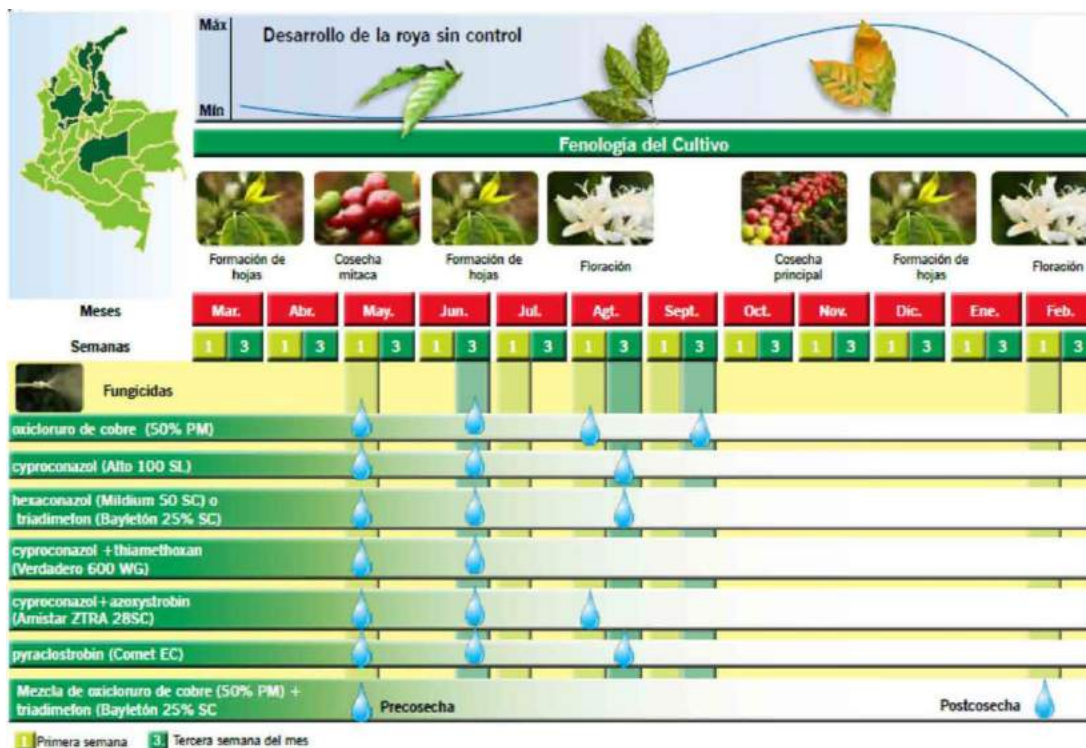 Máx
Desarrollo de la roya sin control
Mín
Fenología del Cultivo
Formación de
hojas
Cosecha
mitaca
Formación de
hojas
Floración
Cosecha
principal
Formación de
hojas
Floración
Meses Mar. Abr. May. Jun. Jul. Agt. Sept. Oct. Nov. Dic. Ene. Feb.
Semanas 1 3 1 3 1 3 1 3 1 3 1 3 1 3 1 3 1 3 1 3 1 3 1 3
Fungicidas
oxicloruro de cobre (50% PM)
cyproconazol (Alto 100 SL)
hexaconazol (Mildium 50 SC) o
triadimefon (Bayletón 25% SC)
cyproconazol +thiamethoxan
(Verdadero 600 WG)
cyproconazol+azoxystrobin
(Amistar ZTRA 28SC)
pyraclostrobin (Comet EC)
Mezcla de oxicloruro de cobre (50% PM) +
triadimefon (Bayletón 25% SC
Precosecha
Postcosecha
1 Primera semana 3. Tercera semana del mes